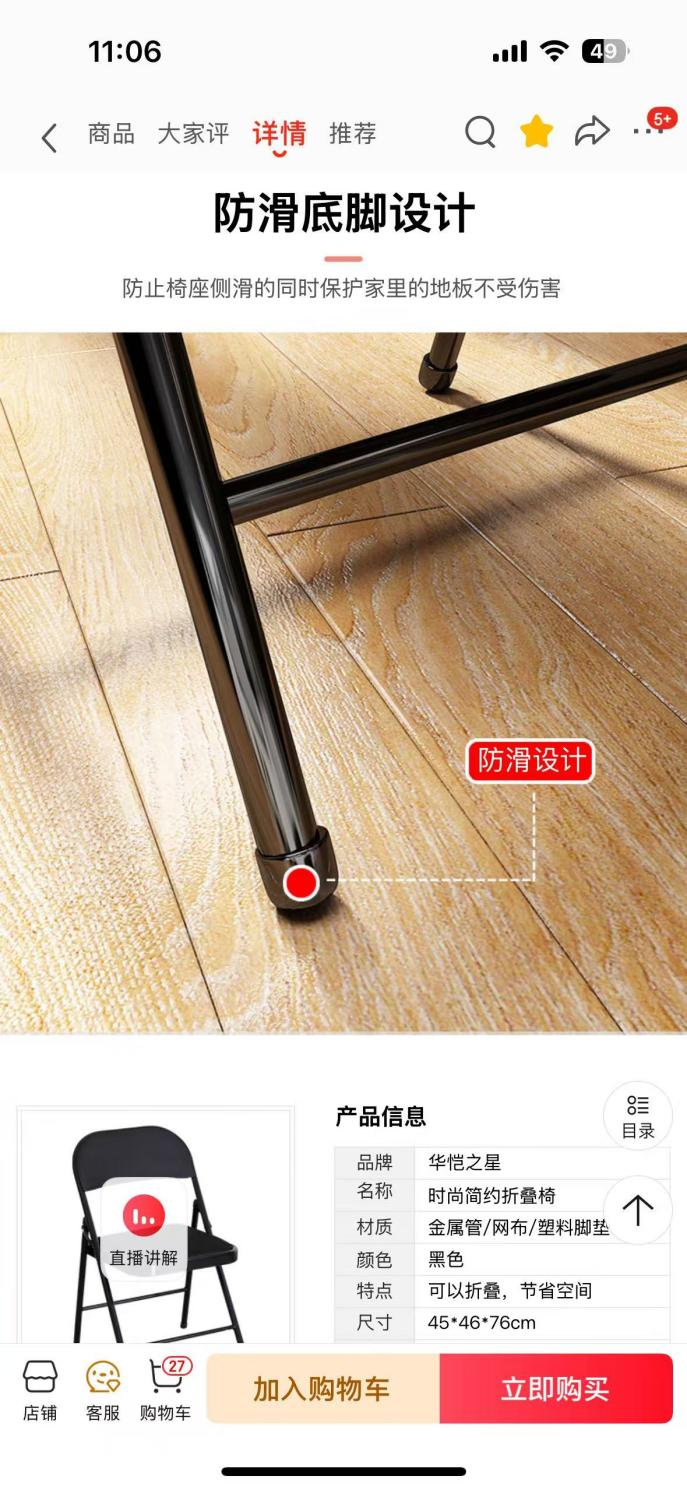 11:06
49
商品 大家评 详情 推荐
5+
防滑底脚设计
防止椅座侧滑的同时保护家里的地板不受伤害
防滑设计
产品信息
目录
品牌 华恺之星
名称 时尚简约折叠椅
材质 金属管/网布/塑料脚垫
颜色 黑色
特点 可以折叠，节省空间
尺寸 45*46*76cm
直播讲解
店铺
客服
27
购物车
加入购物车
立即购买